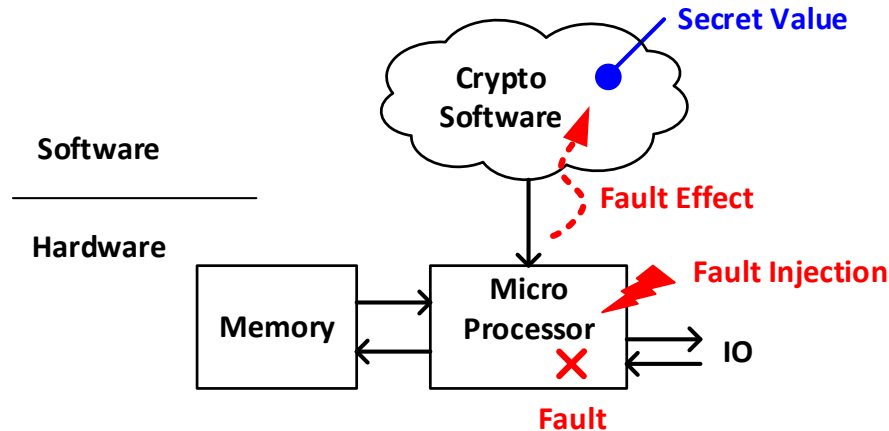 Secret Value
Crypto
Software
Software
Fault Effect
Hardware
Fault Injection
Micro
Processor
Memory
IO
Fault